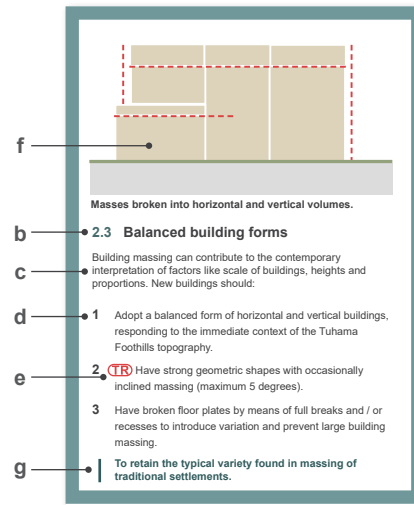 f
Masses broken into horizontal and vertical volumes.
b
2.3 Balanced building forms
c
Building massing can contribute to the contemporary
interpretation of factors like scale of buildings, heights and
proportions. New buildings should:
d
1 Adopt a balanced form of horizontal and vertical buildings,
responding to the immediate context of the Tuhama
Foothills topography.
e
2 TR Have strong geometric shapes with occasionally
inclined massing (maximum 5 degrees).
3 Have broken floor plates by means of full breaks and / or
recesses to introduce variation and prevent large building
massing.
g
To retain the typical variety found in massing of
traditional settlements.